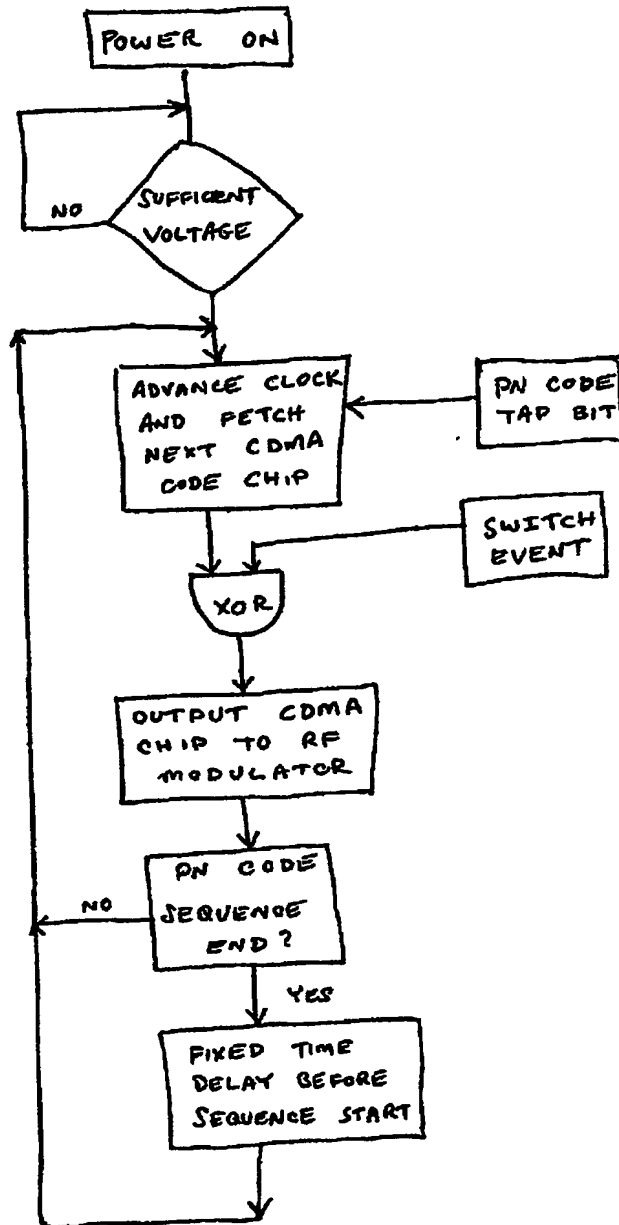 POWER ON
SUFFICENT
VOLTAGE
NO
ADVANCE CLOCK
AND FETCH
NEXT CDMA
CODE CHIP
PN CODE
TAP BIT
SWITCH
EVENT
XOR
OUTPUT CDMA
CHIP TO RF
MODULATOR
PN CODE
SEQUENCE
END?
NO
YES
FIXED TIME
DELAY BEFORE
SEQUENCE START